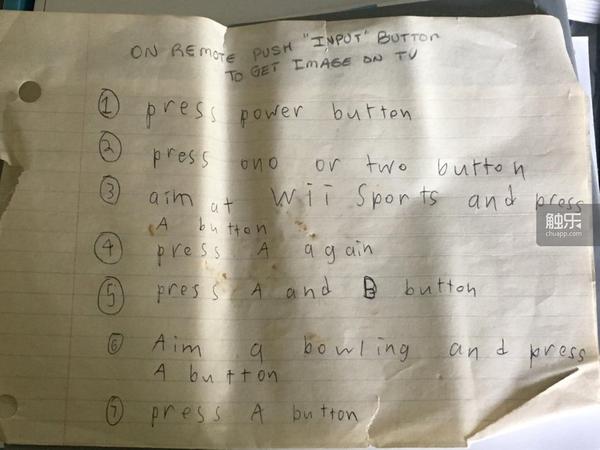 ON REMOTE PUSH "INPUT" BUTTON
TO GET IMAGE ON TV
① press power button
② press ono or two button
③ aim at Wii Sports and press
A button
④ press A again
⑤ press A and B button
⑥ Aim a bowling and press
A button
⑦ press A button
触乐
chuapp.com